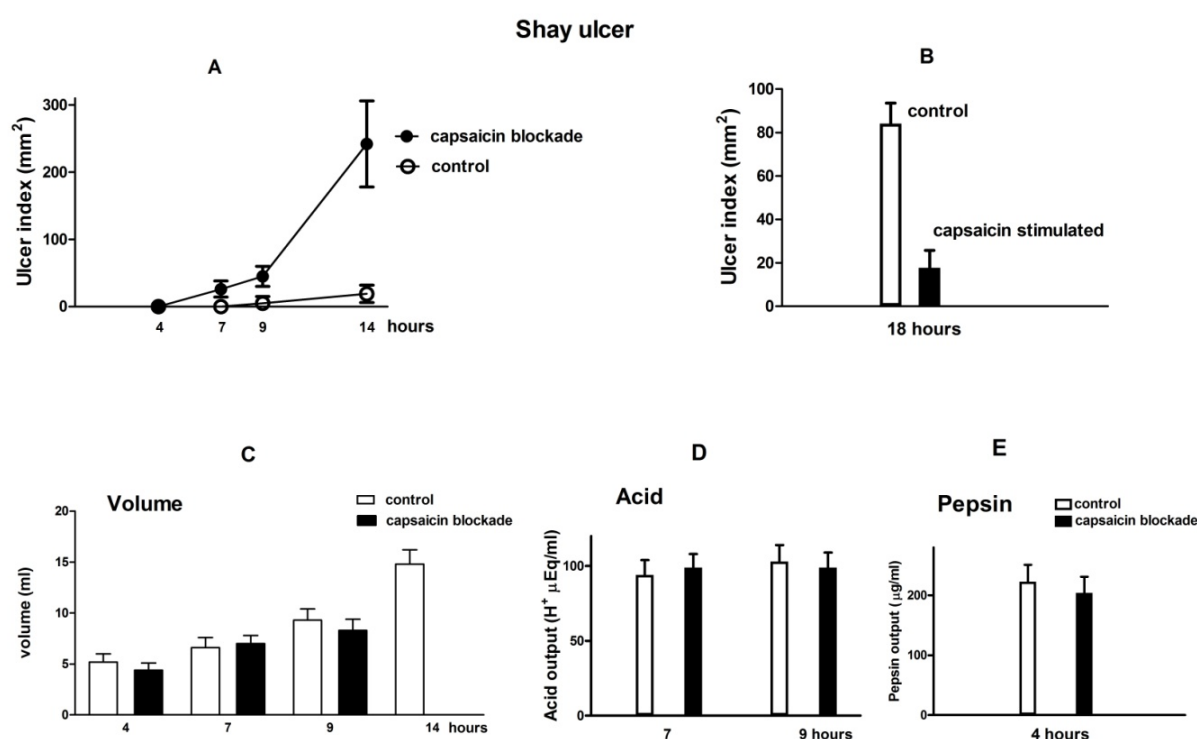 Shay ulcer
A
Ulcer index (mm²)
300
200
100
0
4 7 9 14 hours
capsaicin blockade
control
B
Ulcer index (mm²)
100
80
60
40
20
0
control
capsaicin stimulated
18 hours
C
Volume
control
capsaicin blockade
volume (ml)
20
15
10
5
0
4 7 9 14 hours
D
Acid
Acid output (H⁺ µEq/ml)
100
50
0
7 9 hours
E
Pepsin
control
capsaicin blockade
Pepsin output (µg/ml)
200
100
0
4 hours